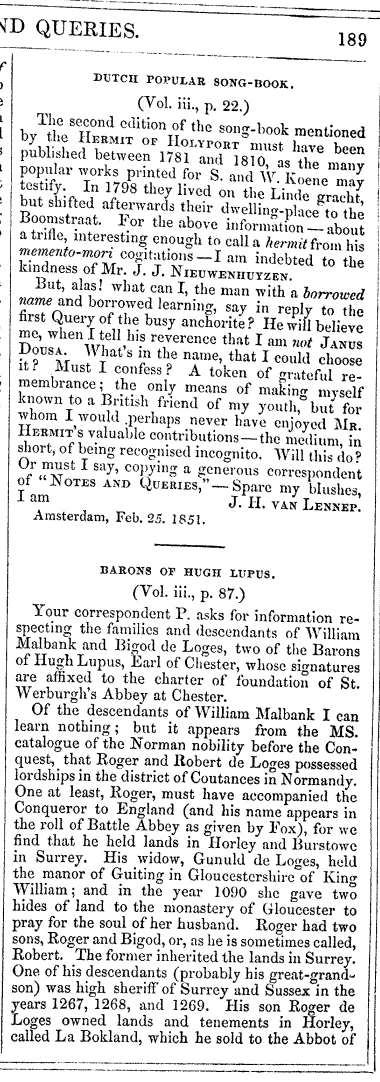 ND QUERIES.
189
DUTCH POPULAR SONG-BOOK.
(Vol. iii., p. 22.)
The second edition of the song-book mentioned
by the HERMIT OF HOLYPORT must have been
published between 1781 and 1810, as the many
popular works printed for S. and W. Koene may
testify. In 1798 they lived on the Linde gracht,
but shifted afterwards their dwelling-place to the
Boomstraat. For the above information—about
a trifle, interesting enough to call a hermit from his
memento-mori cogitations—I am indebted to the
kindness of Mr. J. J. NIEUWENHUYZEN.
But, alas! what can I, the man with a borrowed
name and borrowed learning, say in reply to the
first Query of the busy anchorite? He will believe
me, when I tell his reverence that I am not JANUS
DOUSA. What's in the name, that I could choose
it? Must I confess? A token of grateful re-
membrance; the only means of making myself
known to a British friend of my youth, but for
whom I would perhaps never have enjoyed MR.
HERMIT's valuable contributions—the medium, in
short, of being recognised incognito. Will this do?
Or must I say, copying a generous correspondent
of "NOTES AND QUERIES,"—Spare my blushes,
I am J. H. VAN LENNEP.
Amsterdam, Feb. 25. 1851.
BARONS OF HUGH LUPUS.
(Vol. iii., p. 87.)
Your correspondent P. asks for information re-
specting the families and descendants of William
Malbank and Bigod de Loges, two of the Barons
of Hugh Lupus, Earl of Chester, whose signatures
are affixed to the charter of foundation of St.
Werburgh's Abbey at Chester.
Of the descendants of William Malbank I can
learn nothing; but it appears from the MS.
catalogue of the Norman nobility before the Con-
quest, that Roger and Robert de Loges possessed
lordships in the district of Coutances in Normandy.
One at least, Roger, must have accompanied the
Conqueror to England (and his name appears in
the roll of Battle Abbey as given by Fox), for we
find that he held lands in Horley and Burstowe
in Surrey. His widow, Gunuld de Loges, held
the manor of Guiting in Gloucestershire of King
William; and in the year 1090 she gave two
hides of land to the monastery of Gloucester to
pray for the soul of her husband. Roger had two
sons, Roger and Bigod, or, as he is sometimes called,
Robert. The former inherited the lands in Surrey.
One of his descendants (probably his great-grand-
son) was high sheriff of Surrey and Sussex in the
years 1267, 1268, and 1269. His son Roger de
Loges owned lands and tenements in Horley,
called La Bokland, which he sold to the Abbot of